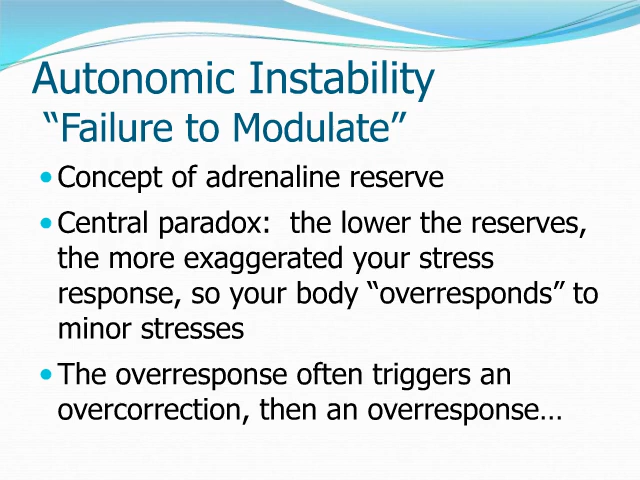 Autonomic Instability
“Failure to Modulate”
Concept of adrenaline reserve
Central paradox:  the lower the reserves,
the more exaggerated your stress
response, so your body “overresponds” to
minor stresses
The overresponse often triggers an
overcorrection, then an overresponse…